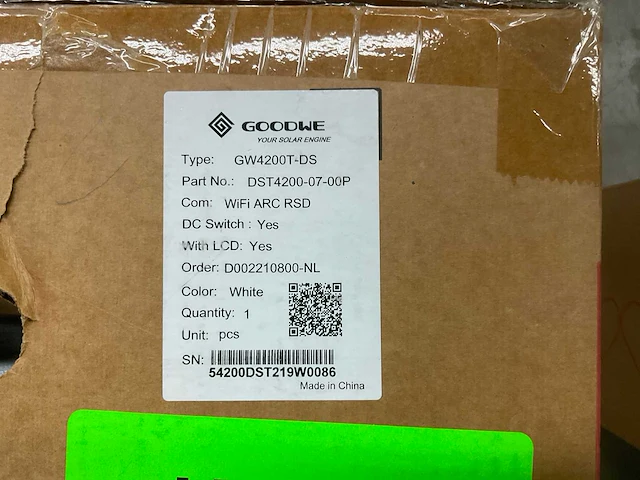 GOODWE
YOUR SOLAR ENGINE
Type: GW4200T-DS
Part No.: DST4200-07-00P
Com: WiFi ARC RSD
DC Switch : Yes
With LCD: Yes
Order: D002210800-NL
Color: White
Quantity: 1
Unit: pcs
SN:
54200DST219W0086
Made in China